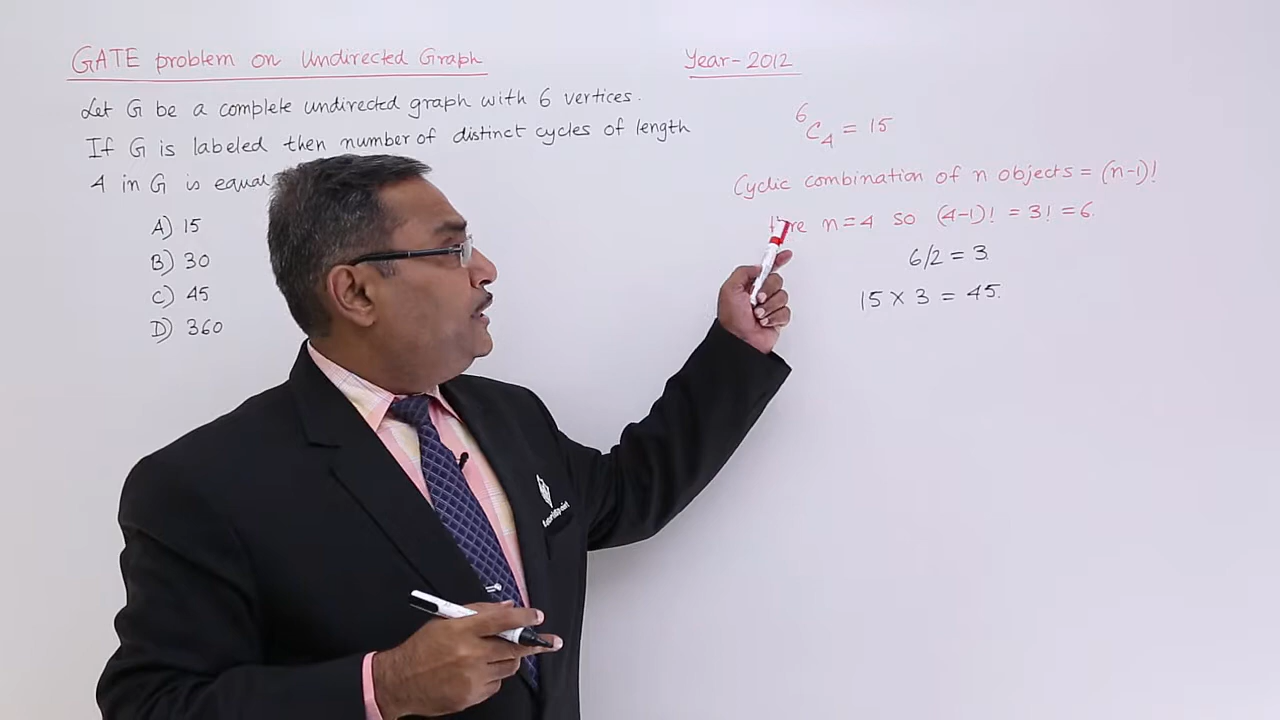 GATE problem on Undirected Graph
Let G be a complete undirected graph with 6 vertices.
If G is labeled then number of distinct cycles of length
4 in G is equal
A) 15
B) 30
C) 45
D) 360
Year-2012
⁶C₄ = 15
Cyclic combination of n objects = (n-1)!
Here n=4 so (4-1)! = 3! = 6.
6/2 = 3
15 × 3 = 45.